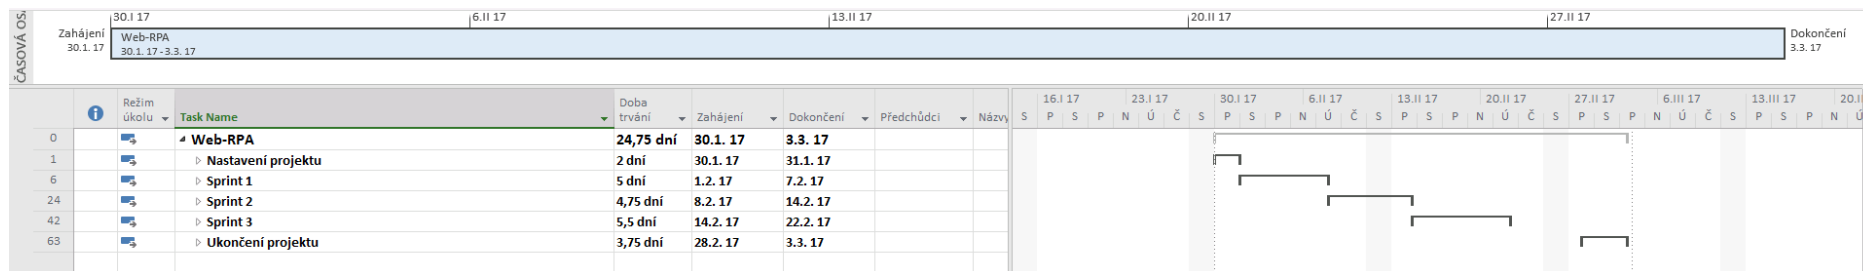 ČASOVÁ OSA
30.I 17 6.II 17 13.II 17 20.II 17 27.II 17
Zahájení
30.1. 17
Web-RPA
30.1. 17 - 3.3. 17
Dokončení
3.3. 17
Režim úkolu Task Name Doba trvání Zahájení Dokončení Předchůdci Názvy
16.I 17 23.I 17 30.I 17 6.II 17 13.II 17 20.II 17 27.II 17 6.III 17 13.III 17
S P S P N Ú Č S P S P N Ú Č S P S P N Ú Č S P S P N Ú Č S P S P N Ú
0 Web-RPA 24,75 dní 30.1. 17 3.3. 17
1 Nastavení projektu 2 dní 30.1. 17 31.1. 17
6 Sprint 1 5 dní 1.2. 17 7.2. 17
24 Sprint 2 4,75 dní 8.2. 17 14.2. 17
42 Sprint 3 5,5 dní 14.2. 17 22.2. 17
63 Ukončení projektu 3,75 dní 28.2. 17 3.3. 17